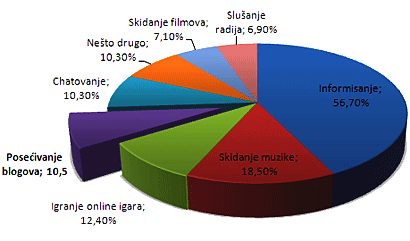 Skidanje filmova;
7,10%
Slušanje
radija; 6,90%
Nešto drugo;
10,30%
Chatovanje;
10,30%
Informisanje;
56,70%
Posećivanje
blogova; 10,5
Skidanje muzike;
18,50%
Igranje online igara;
12,40%